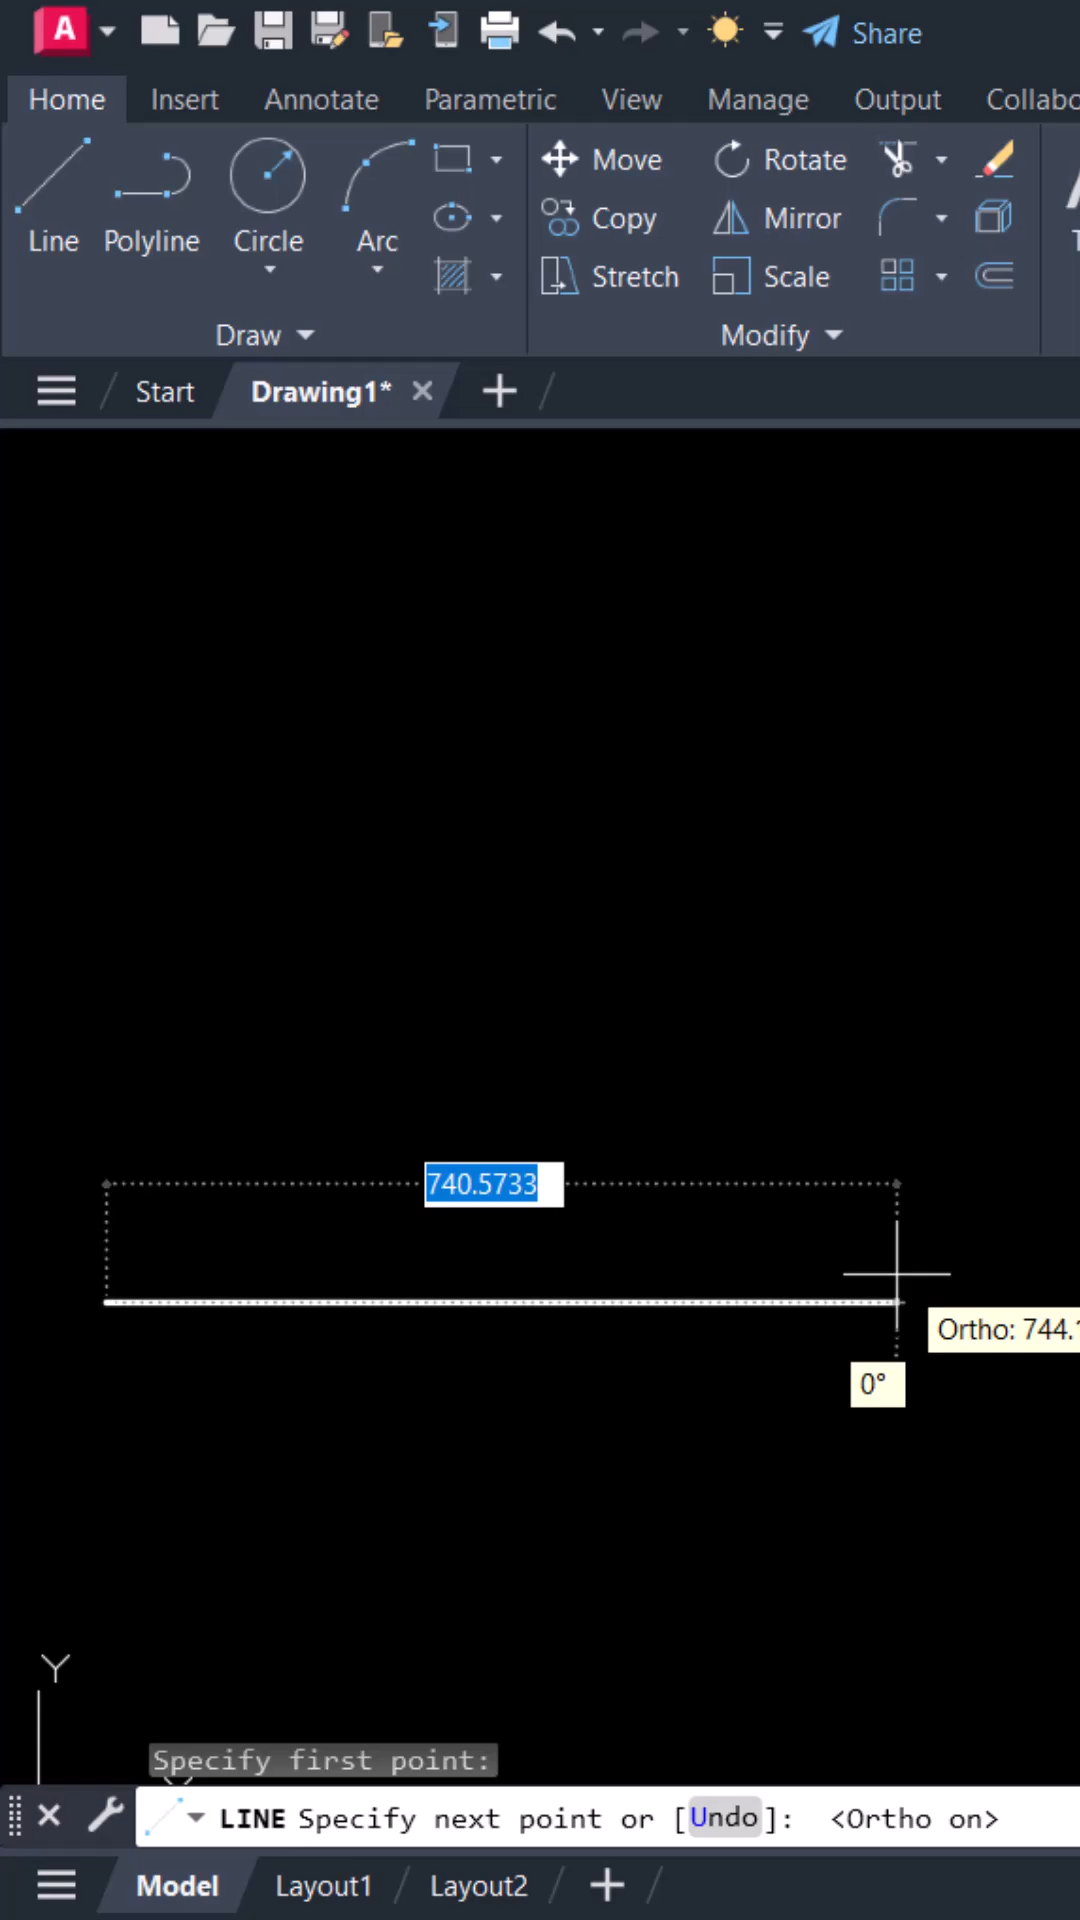 A
Share
Home Insert Annotate Parametric View Manage Output Collabo
Line Polyline Circle Arc
Move Rotate
Copy Mirror
Stretch Scale
Draw Modify
Start Drawing1*
740.5733
Ortho: 744.
0°
Y
Specify first point:
LINE Specify next point or [Undo]: <Ortho on>
Model Layout1 Layout2